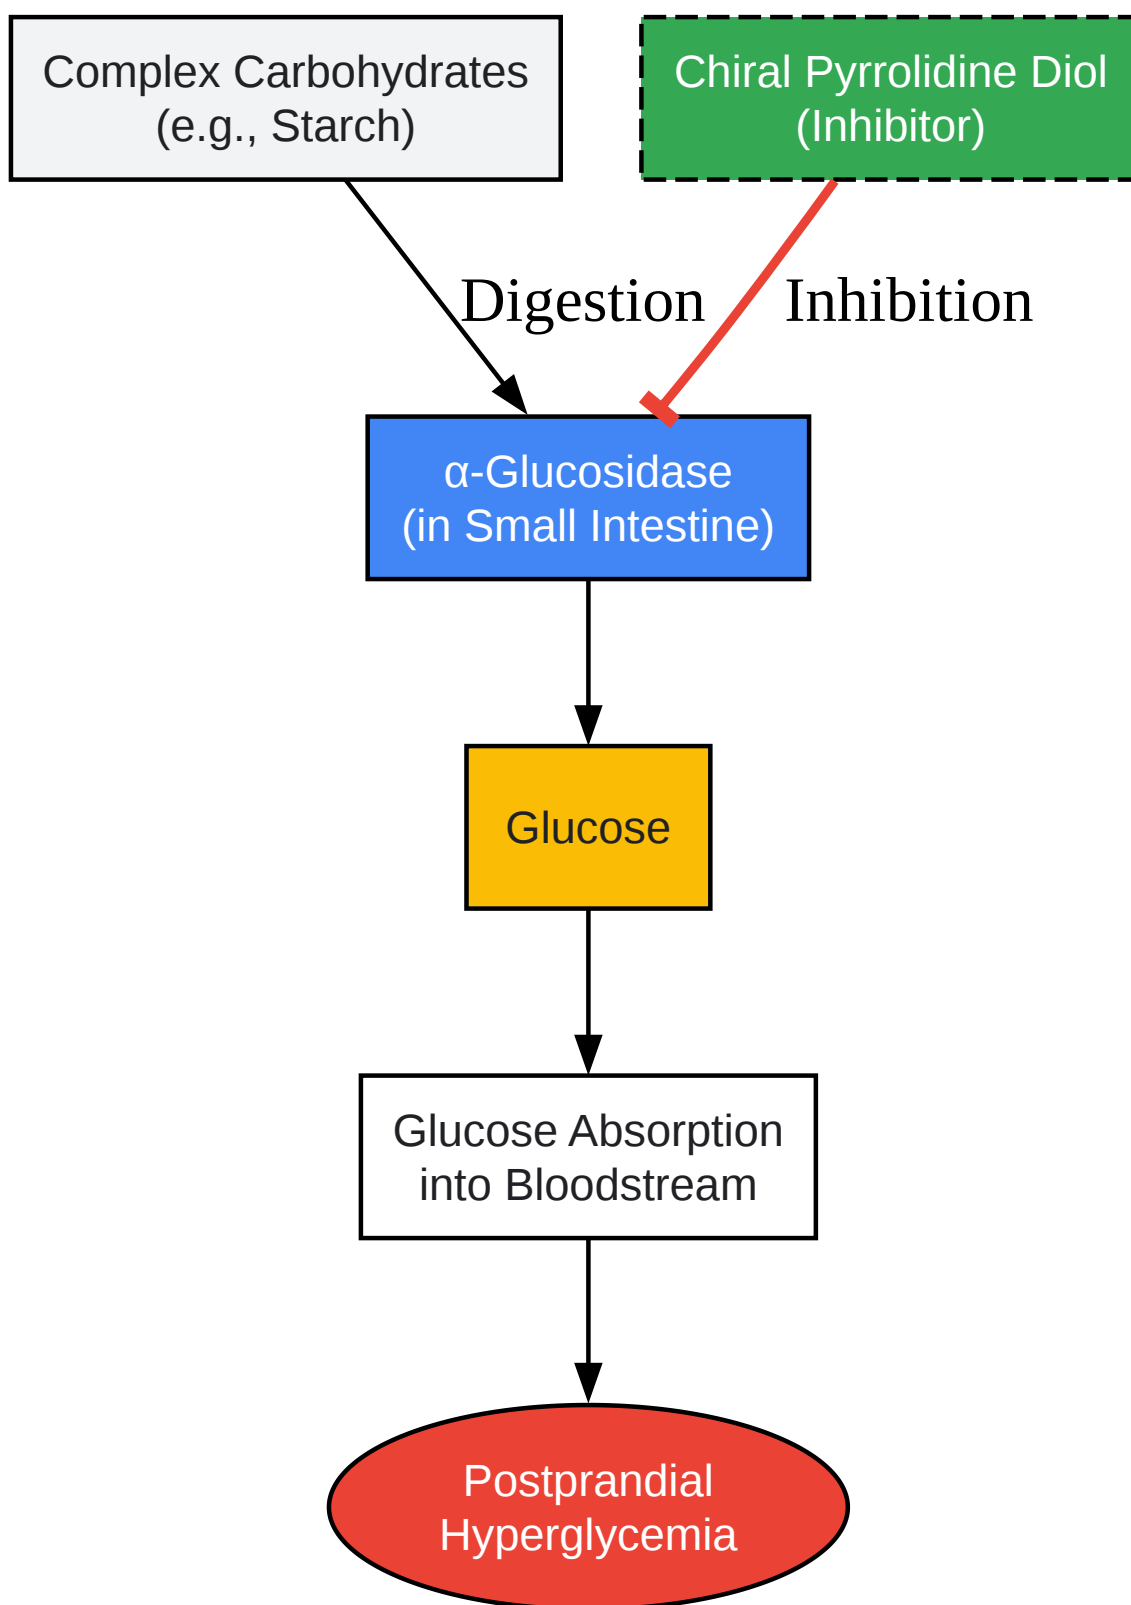 Complex Carbohydrates
(e.g., Starch)
Chiral Pyrrolidine Diol
(Inhibitor)
Digestion
Inhibition
α-Glucosidase
(in Small Intestine)
Glucose
Glucose Absorption
into Bloodstream
Postprandial
Hyperglycemia